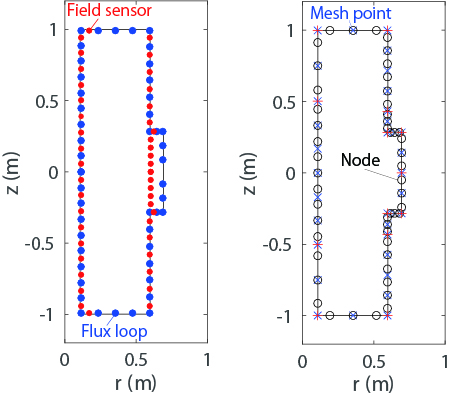 Field sensor
1
0.5
0
-0.5
-1
z (m)
Flux loop
0
0.5
1
r (m)
Mesh point
1
0.5
0
-0.5
-1
z (m)
Node
0
0.5
1
r (m)